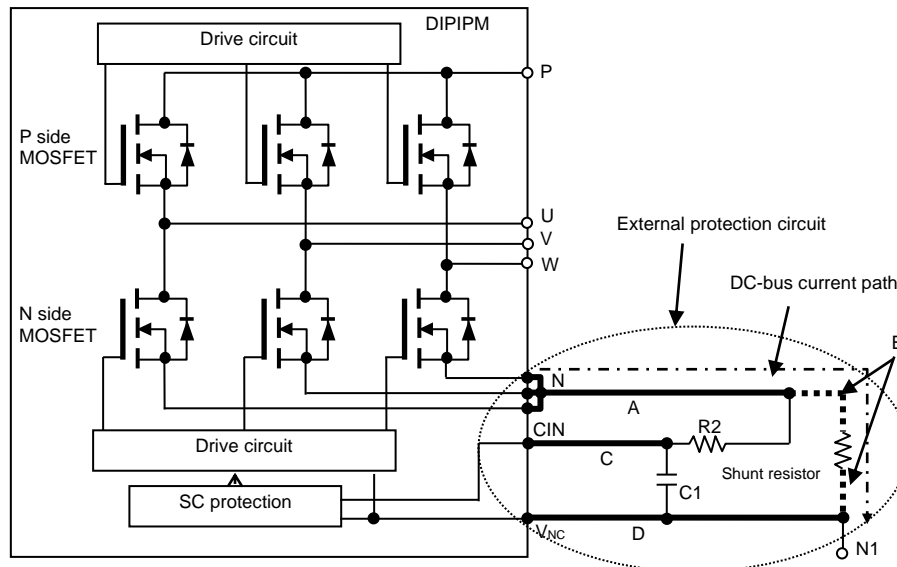 Drive circuit
DIPIPM
P
P side
MOSFET
U
V
W
External protection circuit
DC-bus current path
N side
MOSFET
B
N
A
CIN
R2
C
Shunt resistor
C1
Drive circuit
SC protection
VNC
D
N1